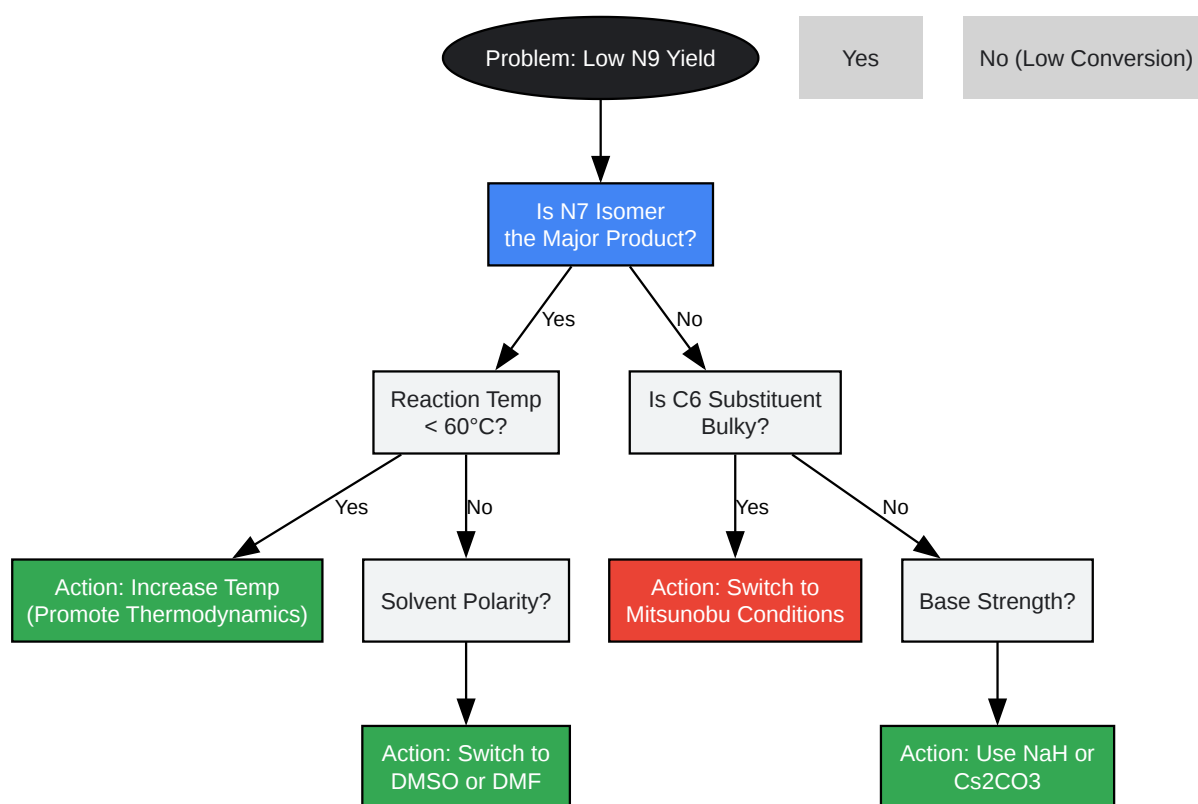 Problem: Low N9 Yield
Yes
No (Low Conversion)
Is N7 Isomer
the Major Product?
Yes
No
Reaction Temp
< 60°C?
Is C6 Substituent
Bulky?
Yes
No
Yes
No
Action: Increase Temp
(Promote Thermodynamics)
Solvent Polarity?
Action: Switch to
Mitsunobu Conditions
Base Strength?
Action: Switch to
DMSO or DMF
Action: Use NaH or
Cs2CO3